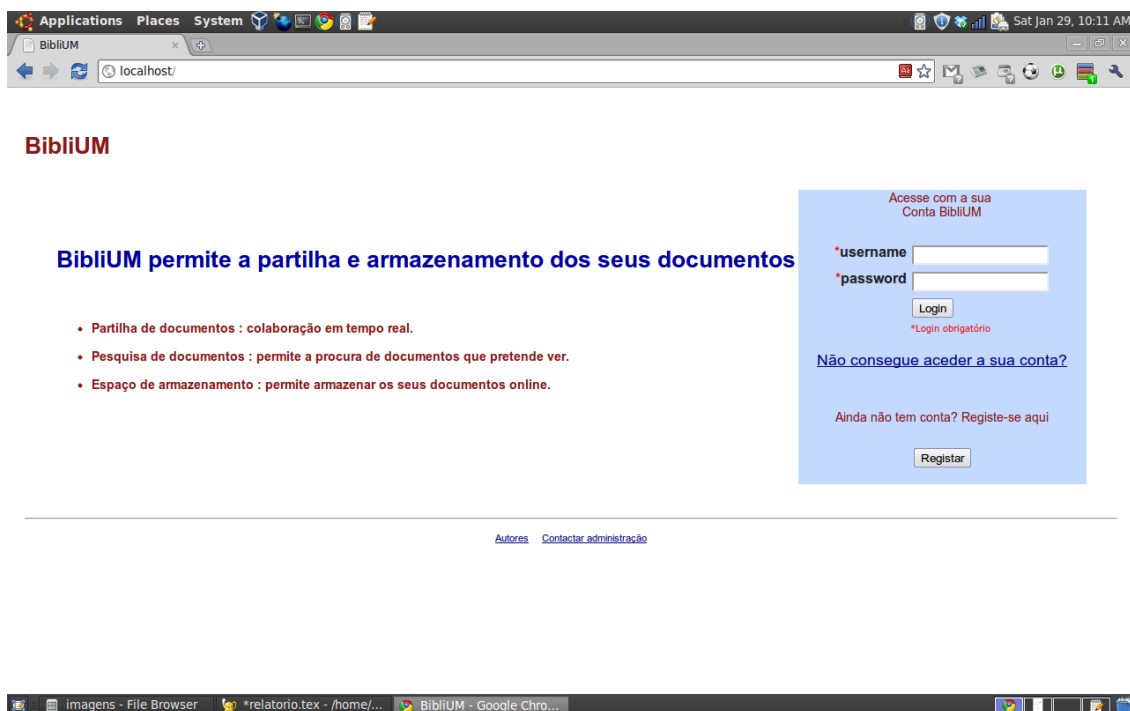 Applications Places System
Sat Jan 29, 10:11 AM
BibliUM
localhost/
BibliUM
BibliUM permite a partilha e armazenamento dos seus documentos
• Partilha de documentos : colaboração em tempo real.
• Pesquisa de documentos : permite a procura de documentos que pretende ver.
• Espaço de armazenamento : permite armazenar os seus documentos online.
Acesse com a sua
Conta BibliUM
*username
*password
Login
*Login obrigatório
Não consegue aceder a sua conta?
Ainda não tem conta? Registe-se aqui
Registar
Autores Contactar administração
imagens - File Browser *relatorio.tex - /home/... BibliUM - Google Chro...